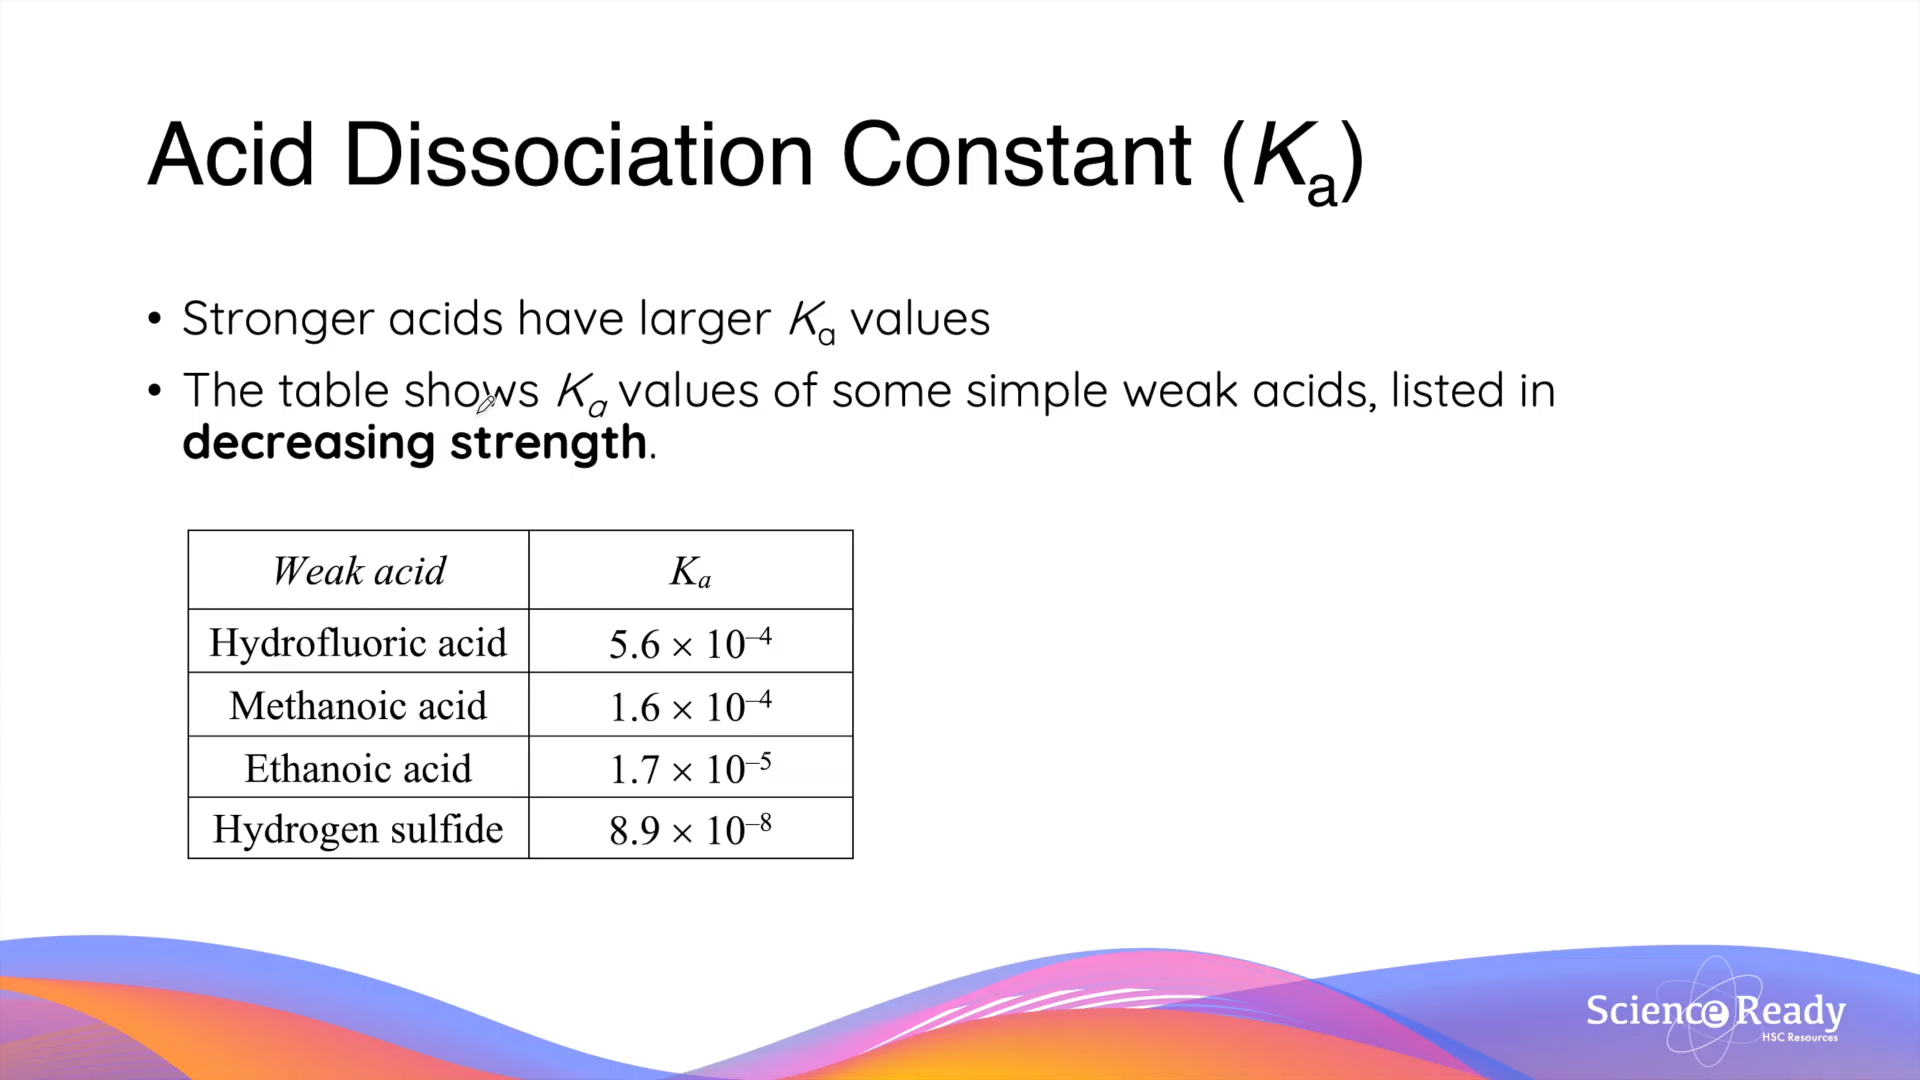 Acid Dissociation Constant (Kₐ)
• Stronger acids have larger Kₐ values
• The table shows Kₐ values of some simple weak acids, listed in
decreasing strength.
Weak acid Kₐ
Hydrofluoric acid 5.6 × 10⁻⁴
Methanoic acid 1.6 × 10⁻⁴
Ethanoic acid 1.7 × 10⁻⁵
Hydrogen sulfide 8.9 × 10⁻⁸
Science Ready
HSC Resources